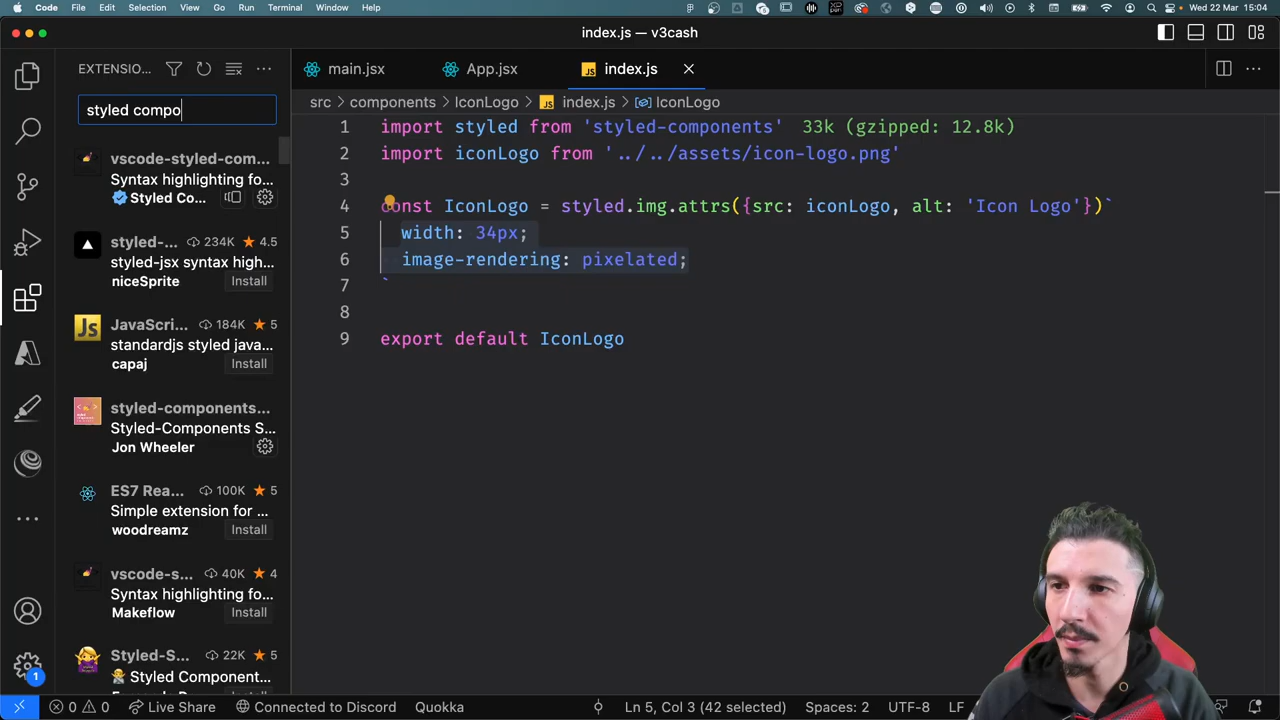 Code File Edit Selection View Go Run Terminal Window Help Wed 22 Mar 15:04
index.js — v3cash
EXTENSIO...
main.jsx App.jsx JS index.js
styled compo
src > components > IconLogo > JS index.js > IconLogo
1 import styled from 'styled-components' 33k (gzipped: 12.8k)
2 import iconLogo from '../../assets/icon-logo.png'
3
4 const IconLogo = styled.img.attrs({src: iconLogo, alt: 'Icon Logo'})`
5 width: 34px;
6 image-rendering: pixelated;
7 `
8
9 export default IconLogo
vscode-styled-com...
Syntax highlighting fo...
Styled Co...
styled-... 234K 4.5
styled-jsx syntax high...
niceSprite Install
JS JavaScri... 184K 5
standardjs styled java...
capaj Install
styled-components...
Styled-Components S...
Jon Wheeler
ES7 Rea... 100K 5
Simple extension for ...
woodreamz Install
vscode-s... 40K 4
Syntax highlighting fo...
Makeflow Install
Styled-S... 22K 5
Styled Component...
1
0 0 Live Share Connected to Discord Quokka Ln 5, Col 3 (42 selected) Spaces: 2 UTF-8 LF